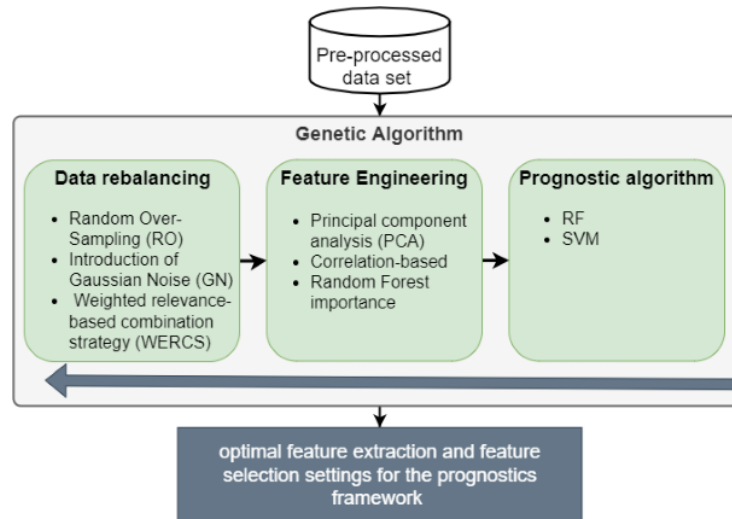 Pre-processed
data set
Genetic Algorithm
Data rebalancing
• Random Over-
Sampling (RO)
• Introduction of
Gaussian Noise (GN)
• Weighted relevance-
based combination
strategy (WERCS)
Feature Engineering
• Principal component
analysis (PCA)
• Correlation-based
• Random Forest
importance
Prognostic algorithm
• RF
• SVM
optimal feature extraction and feature
selection settings for the prognostics
framework